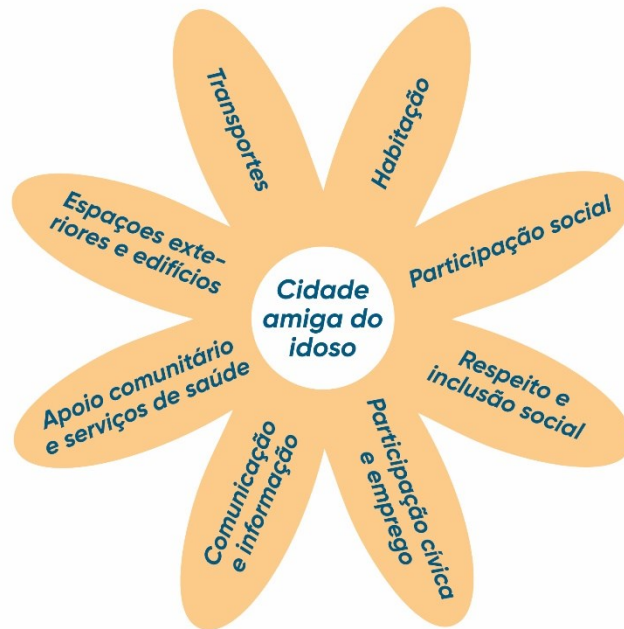 Transportes
Habitação
Participação social
Respeito e
inclusão social
Participação cívica
e emprego
Comunicação
e informação
Apoio comunitário
e serviços de saúde
Espaçoes exte-
riores e edifícios
Cidade
amiga do
idoso